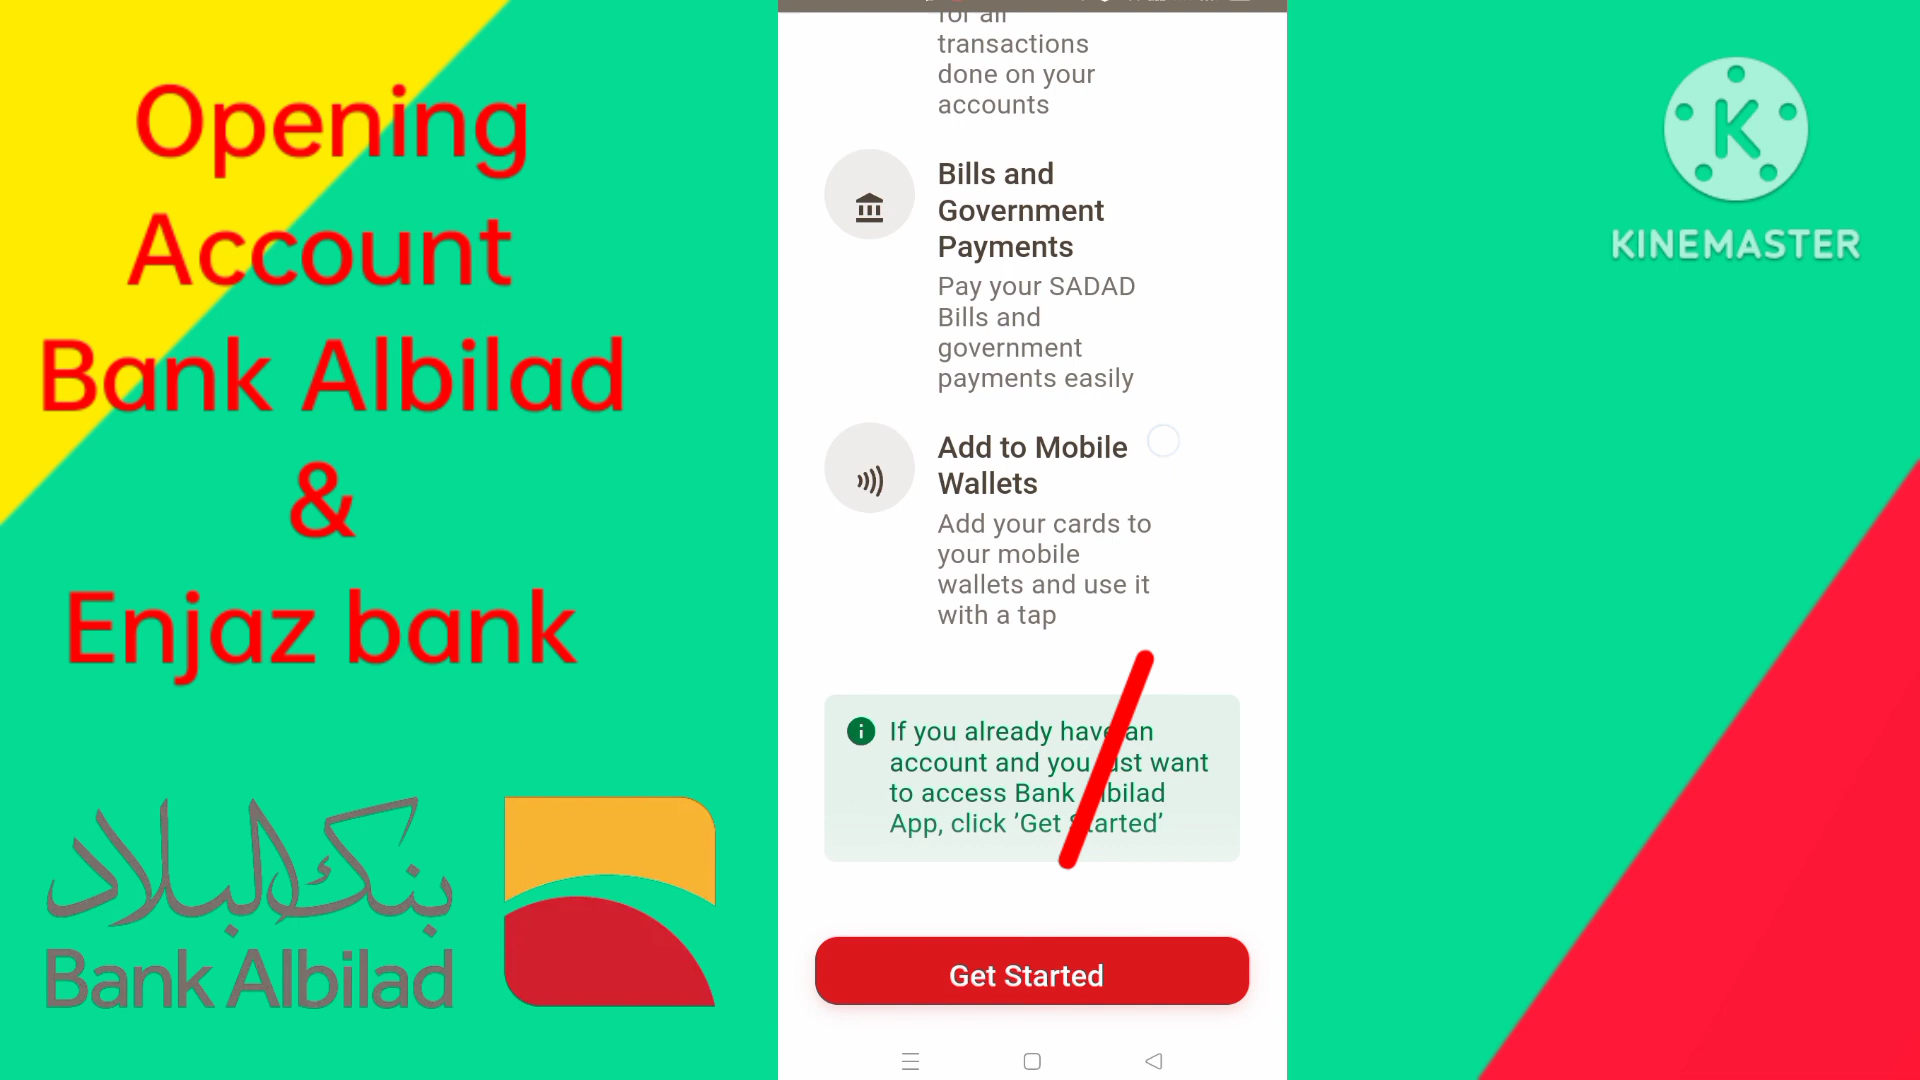 Opening
Account
Bank Albilad
&
Enjaz bank
بنك البلاد
Bank Albilad
for all
transactions
done on your
accounts
Bills and
Government
Payments
Pay your SADAD
Bills and
government
payments easily
Add to Mobile
Wallets
Add your cards to
your mobile
wallets and use it
with a tap
If you already have an
account and you just want
to access Bank Albilad
App, click 'Get Started'
Get Started
K
KINEMASTER